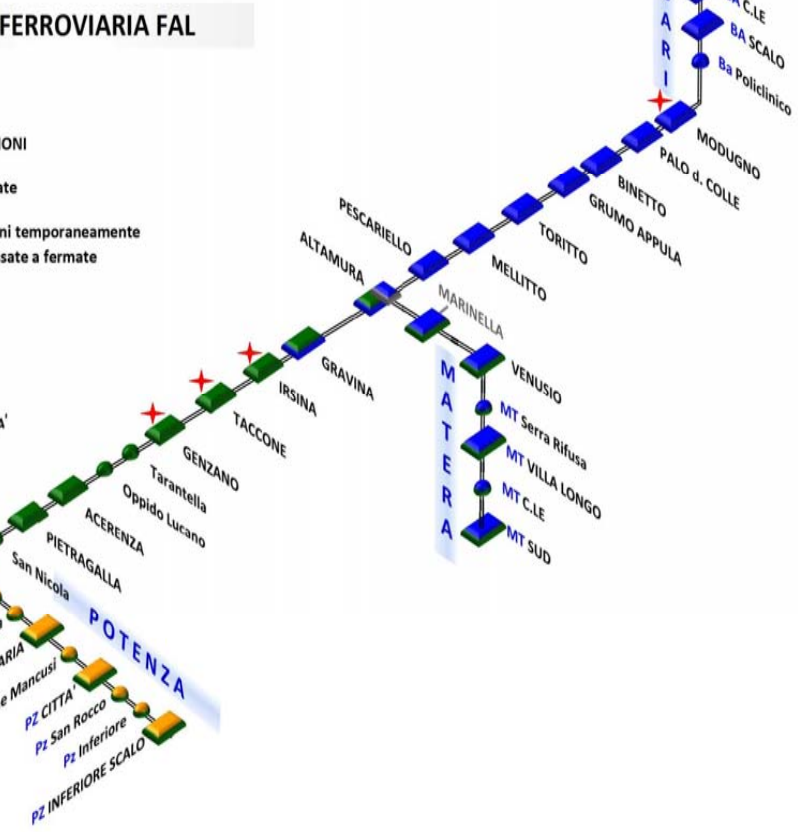 FERROVIARIA FAL
IONI
ate
ni temporaneamente
sate a fermate
A'
ARI
C.LE
BA SCALO
Ba Policlinico
MODUGNO
PALO d. COLLE
BINETTO
GRUMO APPULA
TORITTO
MELLITTO
PESCARIELLO
ALTAMURA
MARINELLA
VENUSIO
MATERA
MT Serra Rifusa
MT VILLA LONGO
MT C.LE
MT SUD
GRAVINA
IRSINA
TACCONE
GENZANO
Tarantella
Oppido Lucano
ACERENZA
PIETRAGALLA
San Nicola
POTENZA
ARIA
e Mancusi
PZ CITTA'
Pz San Rocco
Pz Inferiore
PZ INFERIORE SCALO